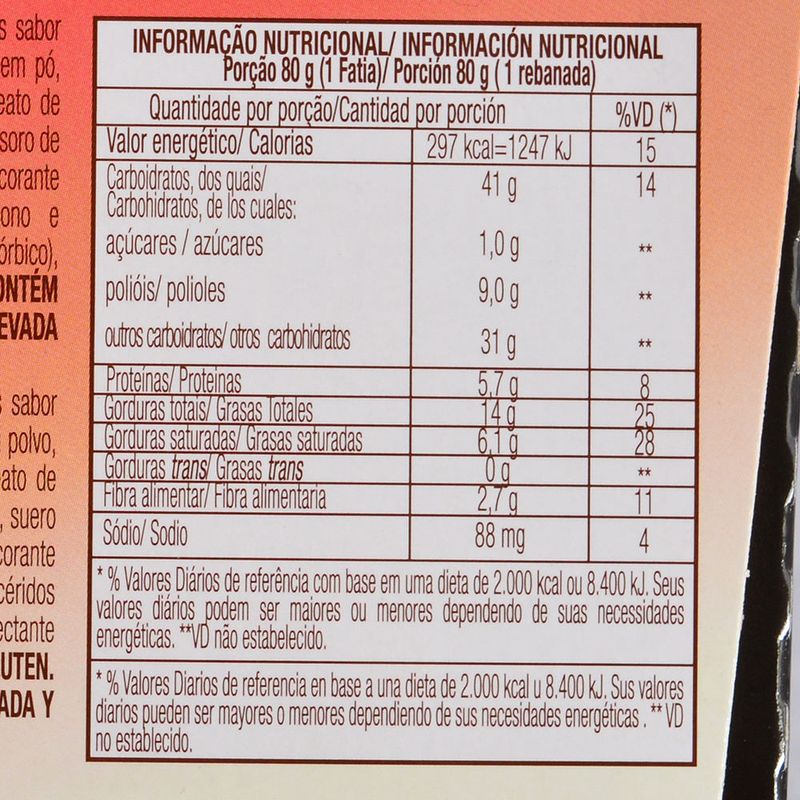 s sabor
em pó,
eato de
soro de
corante
ono e
órbico),
ONTÉM
EVADA
s sabor
polvo,
ato de
, suero
corante
céridos
ectante
UTEN.
ADA Y
INFORMAÇÃO NUTRICIONAL/ INFORMACIÓN NUTRICIONAL
Porção 80 g (1 Fatia)/ Porción 80 g (1 rebanada)
Quantidade por porção/Cantidad por porción %VD (*)
Valor energético/ Calorias 297 kcal=1247 kJ 15
Carboidratos, dos quais/
Carbohidratos, de los cuales: 41 g 14
açúcares / azúcares 1,0 g **
polióis/ polioles 9,0 g **
outros carboidratos/ otros carbohidratos 31 g **
Proteínas/ Proteinas 5,7 g 8
Gorduras totais/ Grasas Totales 14 g 25
Gorduras saturadas/ Grasas saturadas 6,1 g 28
Gorduras trans/ Grasas trans 0 g **
Fibra alimentar/ Fibra alimentaria 2,7 g 11
Sódio/ Sodio 88 mg 4
* % Valores Diários de referência com base em uma dieta de 2.000 kcal ou 8.400 kJ. Seus
valores diários podem ser maiores ou menores dependendo de suas necessidades
energéticas. **VD não estabelecido.
* % Valores Diarios de referencia en base a una dieta de 2.000 kcal u 8.400 kJ. Sus valores
diarios pueden ser mayores o menores dependiendo de sus necesidades energéticas . ** VD
no establecido.